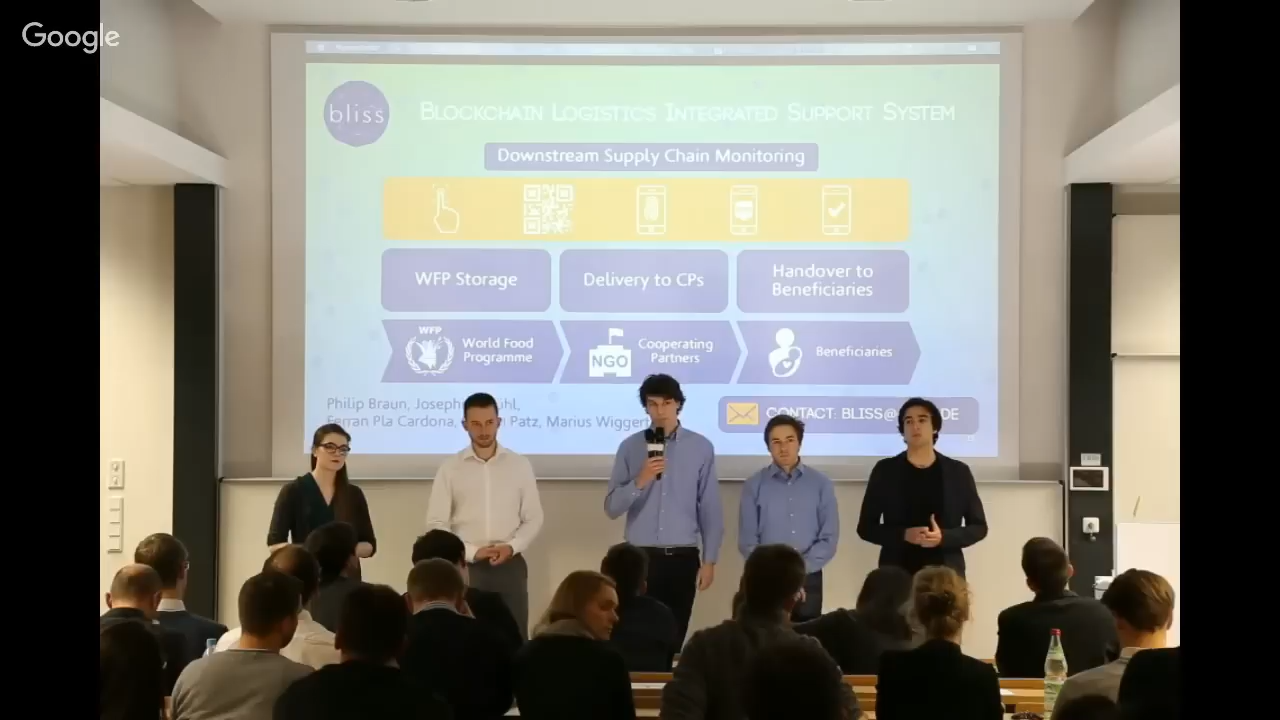 Google
bliss
BLOCKCHAIN LOGISTICS INTEGRATED SUPPORT SYSTEM
Downstream Supply Chain Monitoring
WFP Storage
Delivery to CPs
Handover to
Beneficiaries
WFP
World Food
Programme
NGO
Cooperating
Partners
Beneficiaries
Philip Braun,
Ferran Pla Cardona, Patz, Marius Wiggert
CONTACT: BLISS@ DE